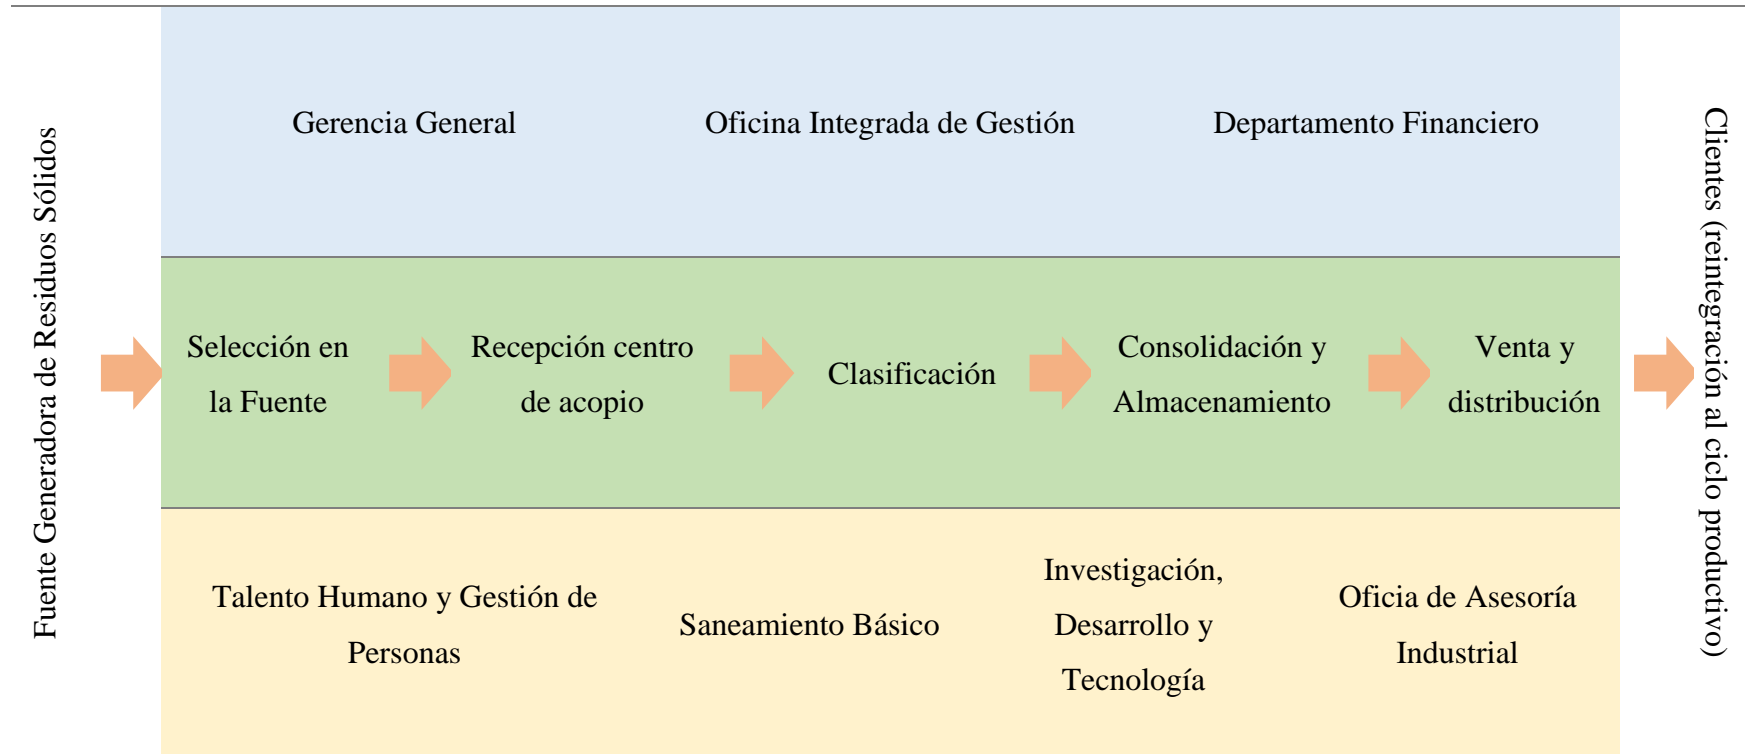 Fuente Generadora de Residuos Sólidos
Gerencia General
Oficina Integrada de Gestión
Departamento Financiero
Selección en
la Fuente
Recepción centro
de acopio
Clasificación
Consolidación y
Almacenamiento
Venta y
distribución
Talento Humano y Gestión de
Personas
Saneamiento Básico
Investigación,
Desarrollo y
Tecnología
Oficia de Asesoría
Industrial
Clientes (reintegración al ciclo productivo)